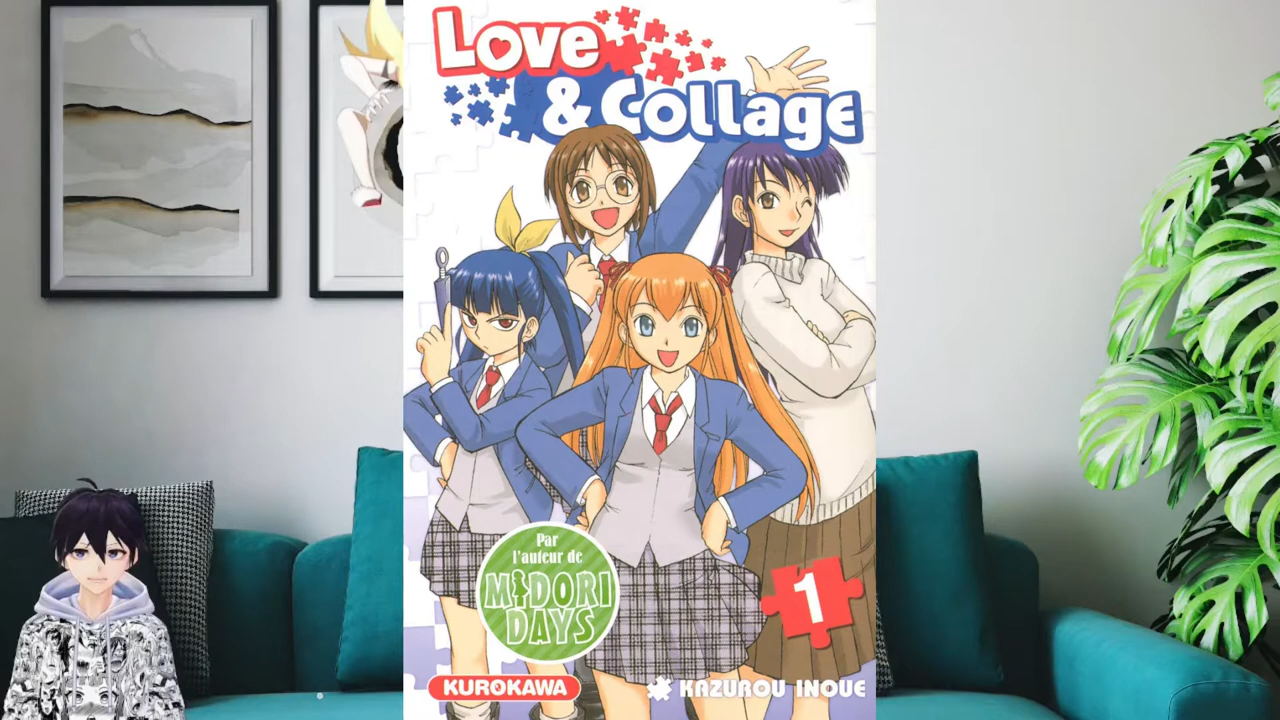 Love
& Collage
Par
l'auteur de
MIDORI
DAYS
1
KUROKAWA
KAZUROU INOUE